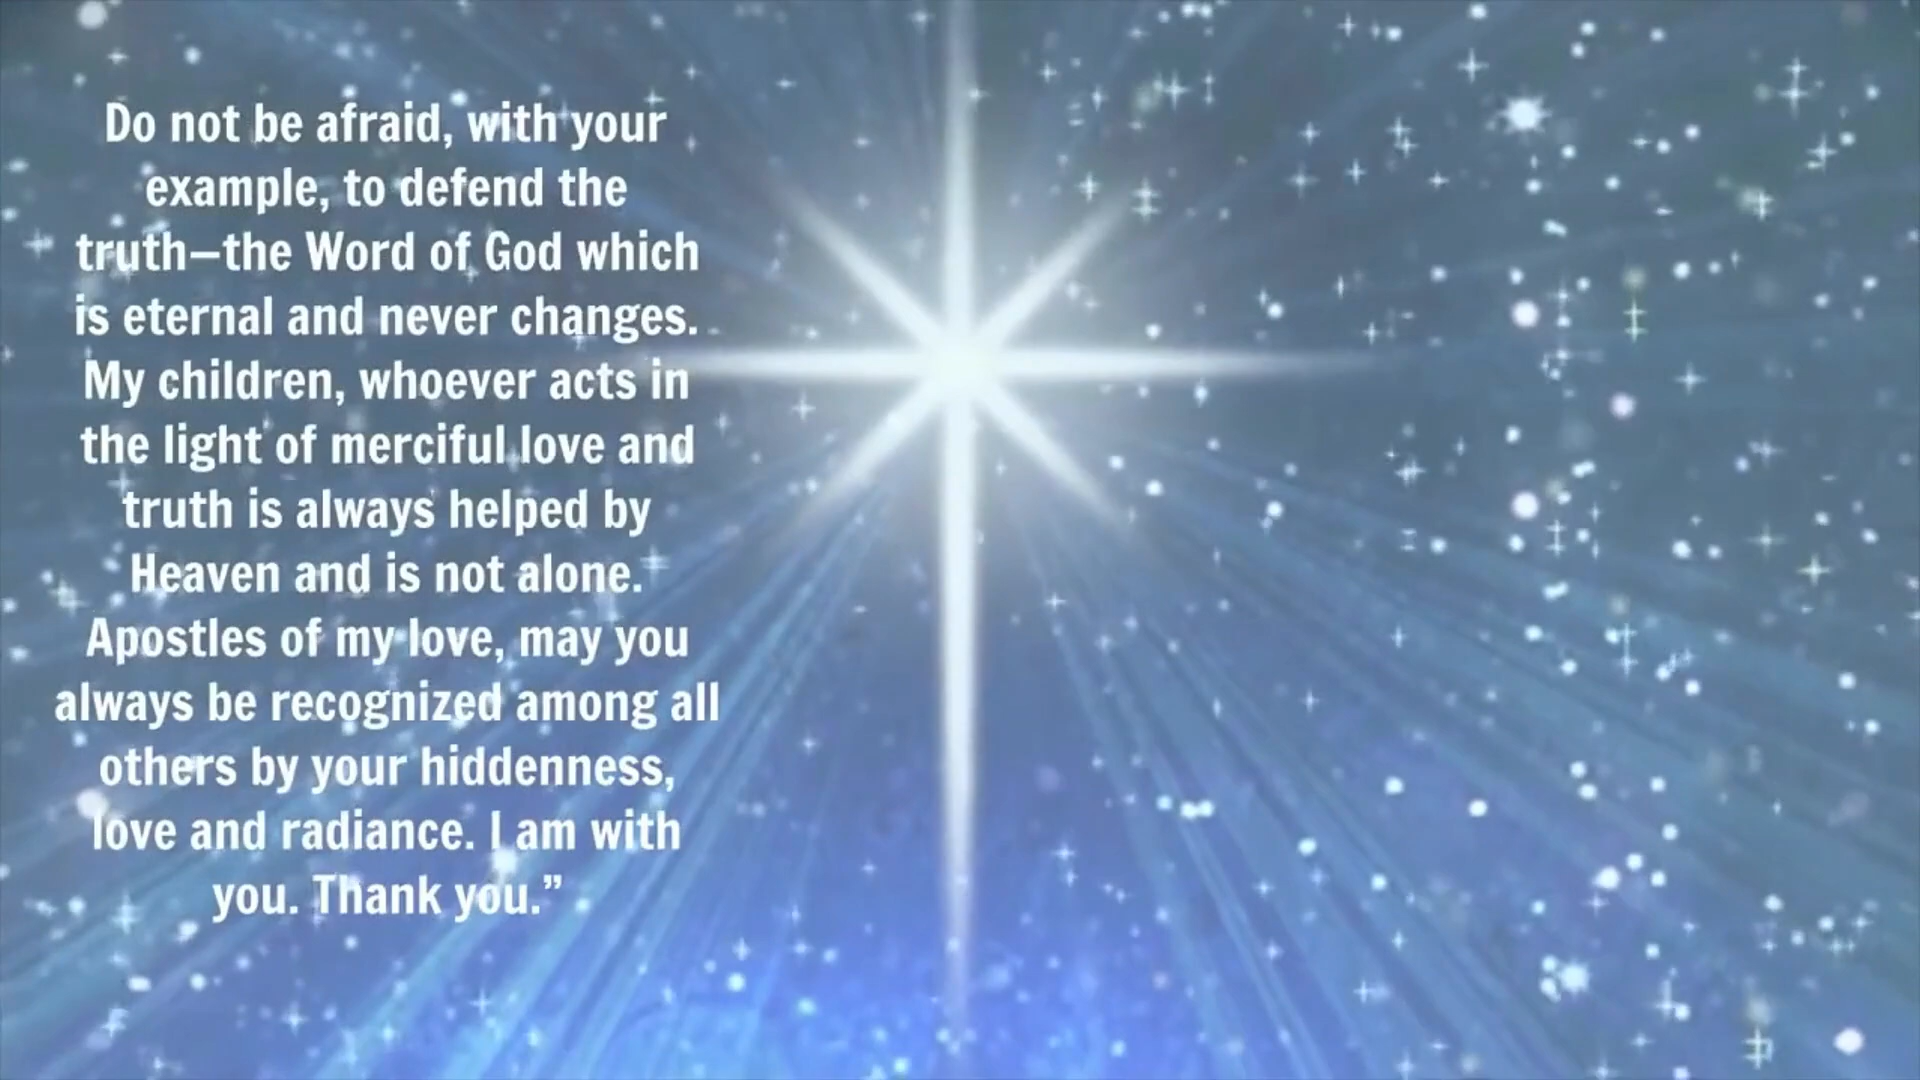 Do not be afraid, with your
example, to defend the
truth—the Word of God which
is eternal and never changes.
My children, whoever acts in
the light of merciful love and
truth is always helped by
Heaven and is not alone.
Apostles of my love, may you
always be recognized among all
others by your hiddenness,
love and radiance. I am with
you. Thank you.”